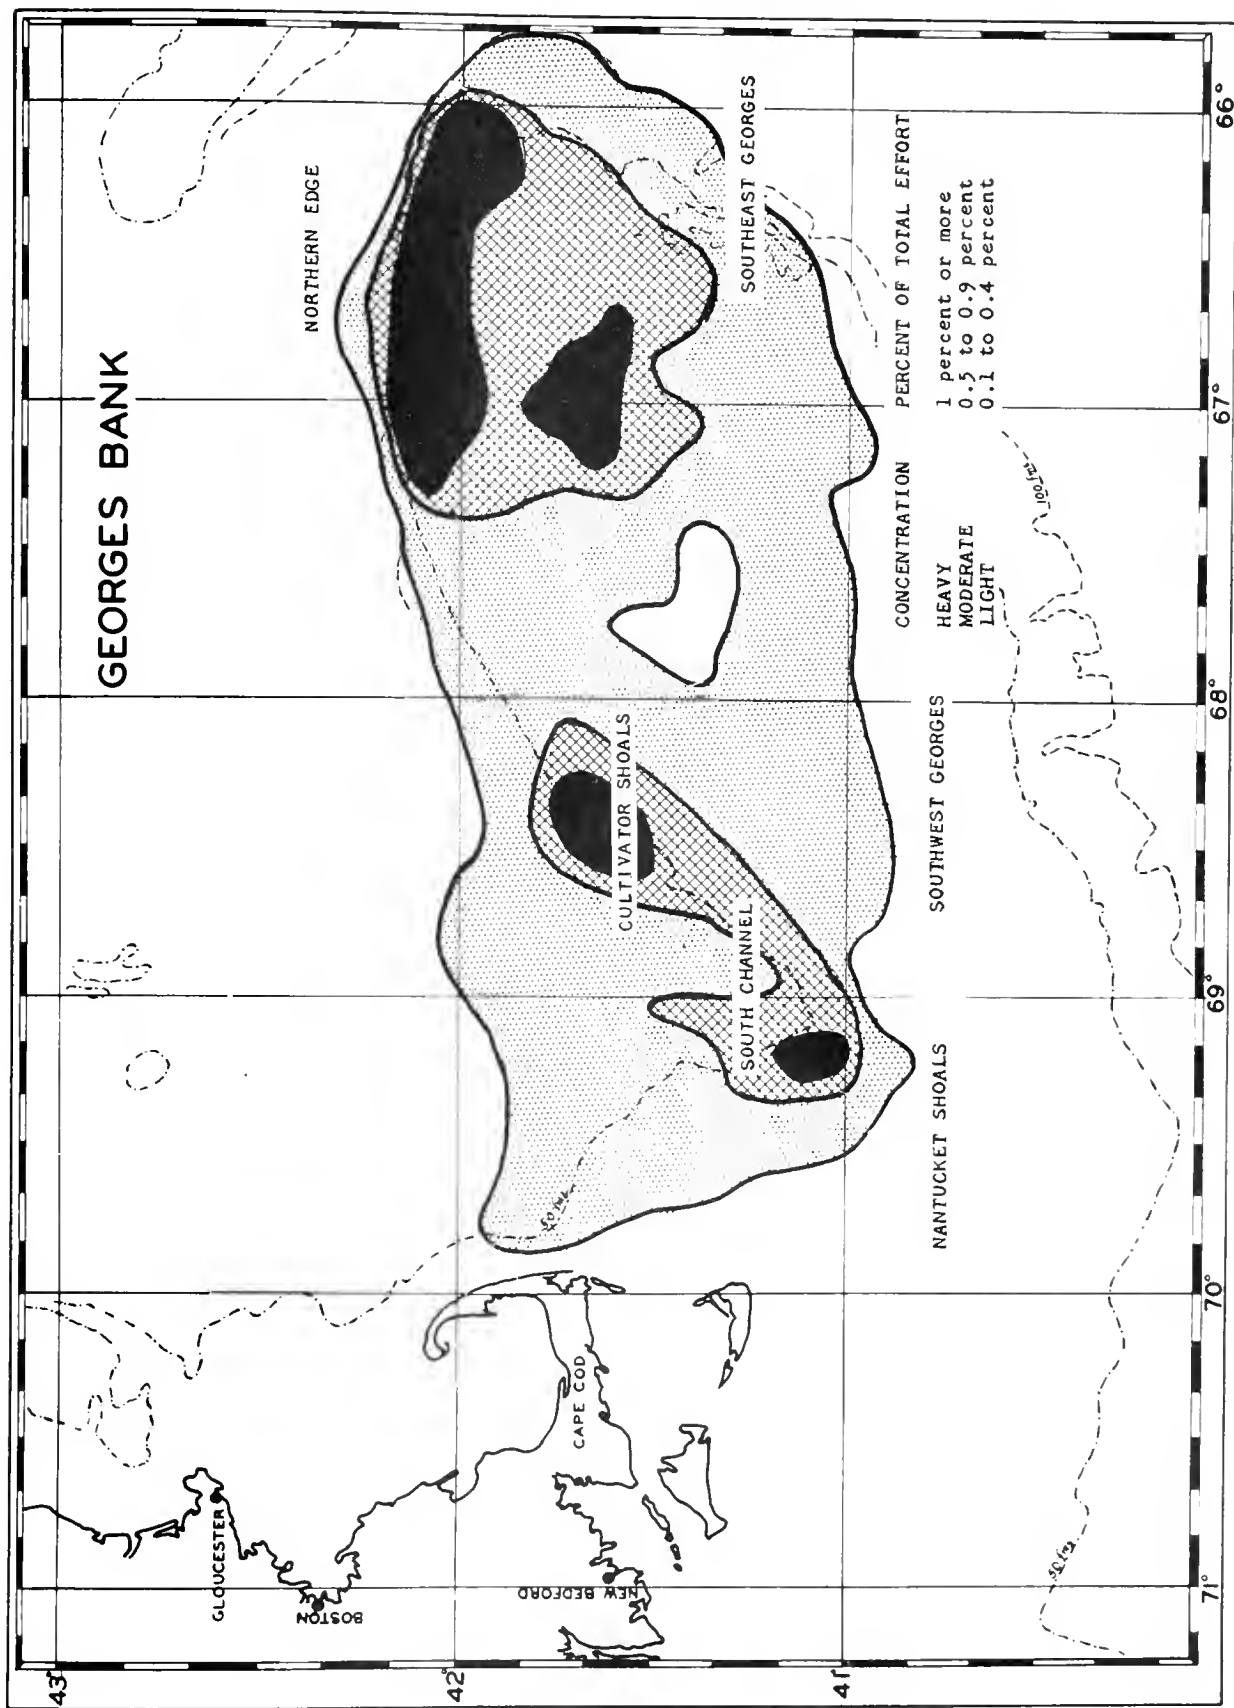 GEORGES BANK
NORTHERN EDGE
SOUTHEAST GEORGES
CULTIVATOR SHOALS
SOUTH CHANNEL
SOUTHWEST GEORGES
NANTUCKET SHOALS
CONCENTRATION PERCENT OF TOTAL EFFORT
HEAVY 1 percent or more
MODERATE 0.5 to 0.9 percent
LIGHT 0.1 to 0.4 percent
GLOUCESTER
BOSTON
CAPE COD
NEW BEDFORD
50 fm.
50 fm.
100 fm.
43°
42°
41°
71°
70°
69°
68°
67°
66°